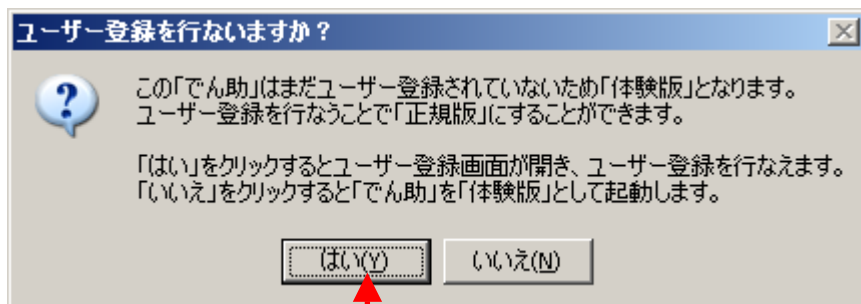 ユーザー登録を行ないますか？
この「でん助」はまだユーザー登録されていないため「体験版」となります。
ユーザー登録を行なうことで「正規版」にすることができます。
「はい」をクリックするとユーザー登録画面が開き、ユーザー登録を行なえます。
「いいえ」をクリックすると「でん助」を「体験版」として起動します。
はい(Y)
いいえ(N)